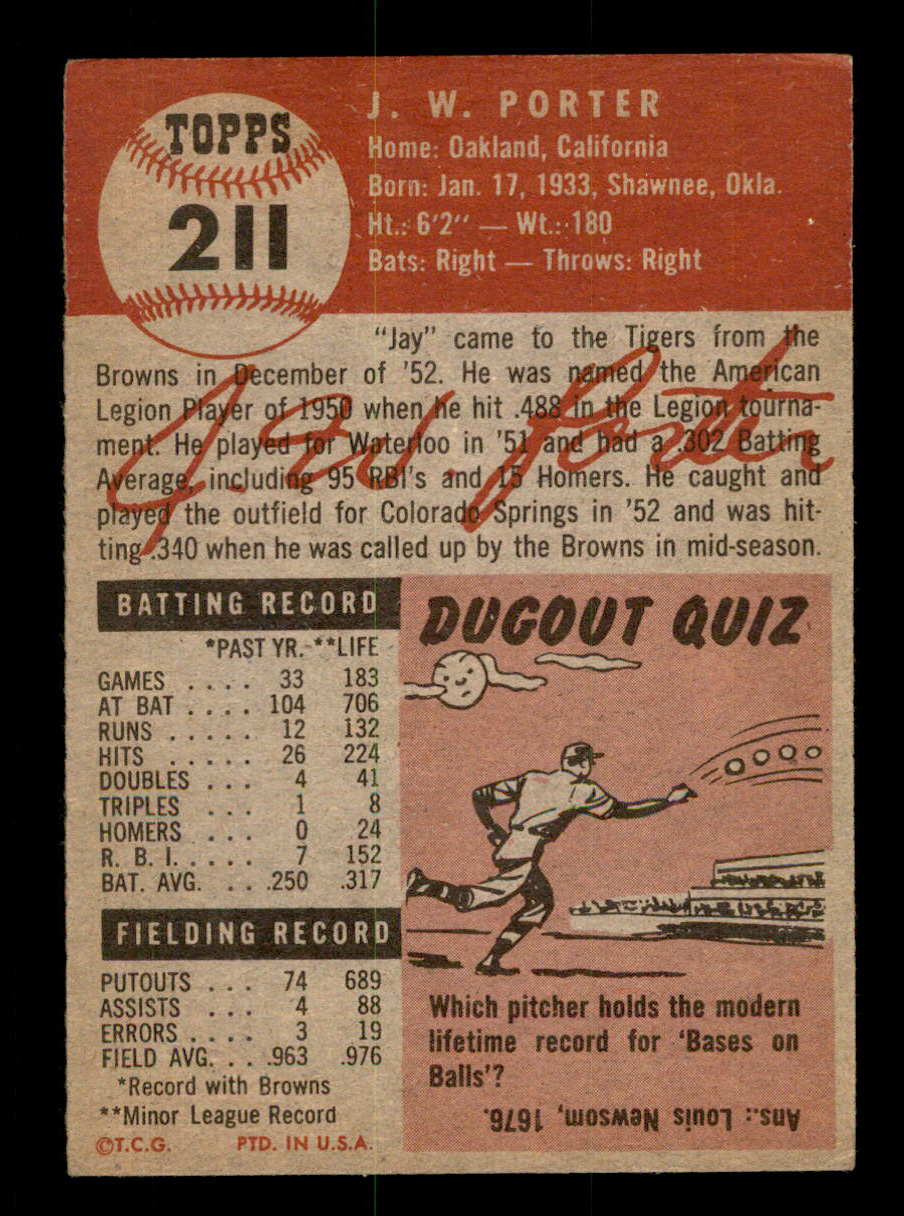 TOPPS
211
J. W. PORTER
Home: Oakland, California
Born: Jan. 17, 1933, Shawnee, Okla.
Ht.: 6'2" — Wt.: 180
Bats: Right — Throws: Right
"Jay" came to the Tigers from the
Browns in December of '52. He was named the American
Legion Player of 1950 when he hit .488 in the Legion tourna-
ment. He played for Waterloo in '51 and had a .302 Batting
Average, including 95 RBI's and 15 Homers. He caught and
played the outfield for Colorado Springs in '52 and was hit-
ting .340 when he was called up by the Browns in mid-season.
J. W. Porter
BATTING RECORD
*PAST YR. **LIFE
GAMES .... 33 183
AT BAT .... 104 706
RUNS ..... 12 132
HITS ..... 26 224
DOUBLES ... 4 41
TRIPLES ... 1 8
HOMERS ... 0 24
R. B. I. .... 7 152
BAT. AVG. ... .250 .317
FIELDING RECORD
PUTOUTS ... 74 689
ASSISTS ... 4 88
ERRORS .... 3 19
FIELD AVG. ... .963 .976
*Record with Browns
**Minor League Record
©T.C.G. PTD. IN U.S.A.
DUGOUT QUIZ
Which pitcher holds the modern
lifetime record for 'Bases on
Balls'?
Ans.: Louis Newsom, 1676.